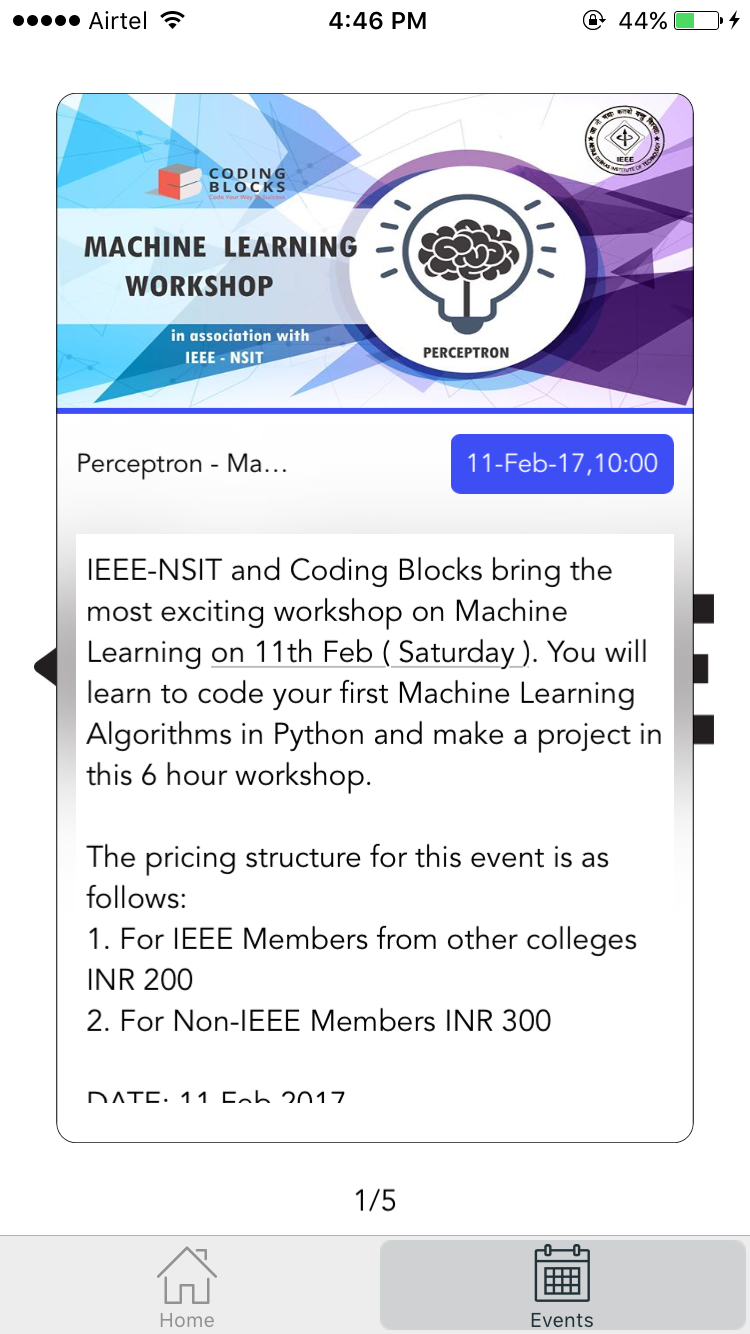 Airtel 4:46 PM 44%
CODING
BLOCKS
Code Your Way To Success
IEEE
MACHINE LEARNING
WORKSHOP
in association with
IEEE - NSIT
PERCEPTRON
Perceptron - Ma...
11-Feb-17,10:00
IEEE-NSIT and Coding Blocks bring the
most exciting workshop on Machine
Learning on 11th Feb ( Saturday ). You will
learn to code your first Machine Learning
Algorithms in Python and make a project in
this 6 hour workshop.
The pricing structure for this event is as
follows:
1. For IEEE Members from other colleges
INR 200
2. For Non-IEEE Members INR 300
DATE: 11 Feb 2017
1/5
Home
Events